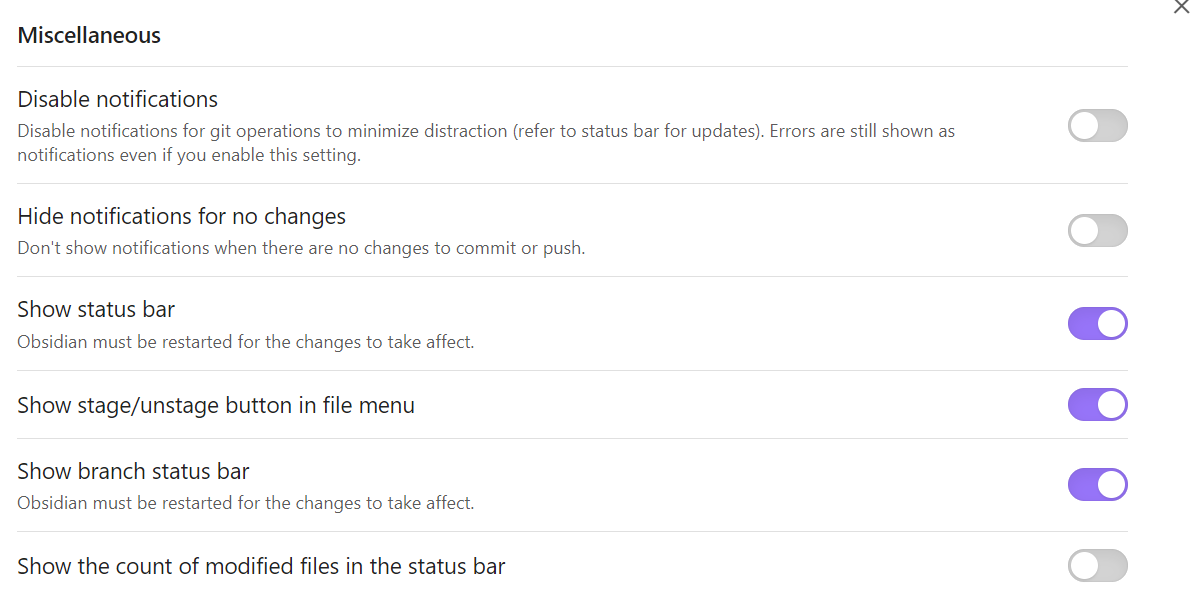 Miscellaneous
Disable notifications
Disable notifications for git operations to minimize distraction (refer to status bar for updates). Errors are still shown as
notifications even if you enable this setting.
Hide notifications for no changes
Don't show notifications when there are no changes to commit or push.
Show status bar
Obsidian must be restarted for the changes to take affect.
Show stage/unstage button in file menu
Show branch status bar
Obsidian must be restarted for the changes to take affect.
Show the count of modified files in the status bar